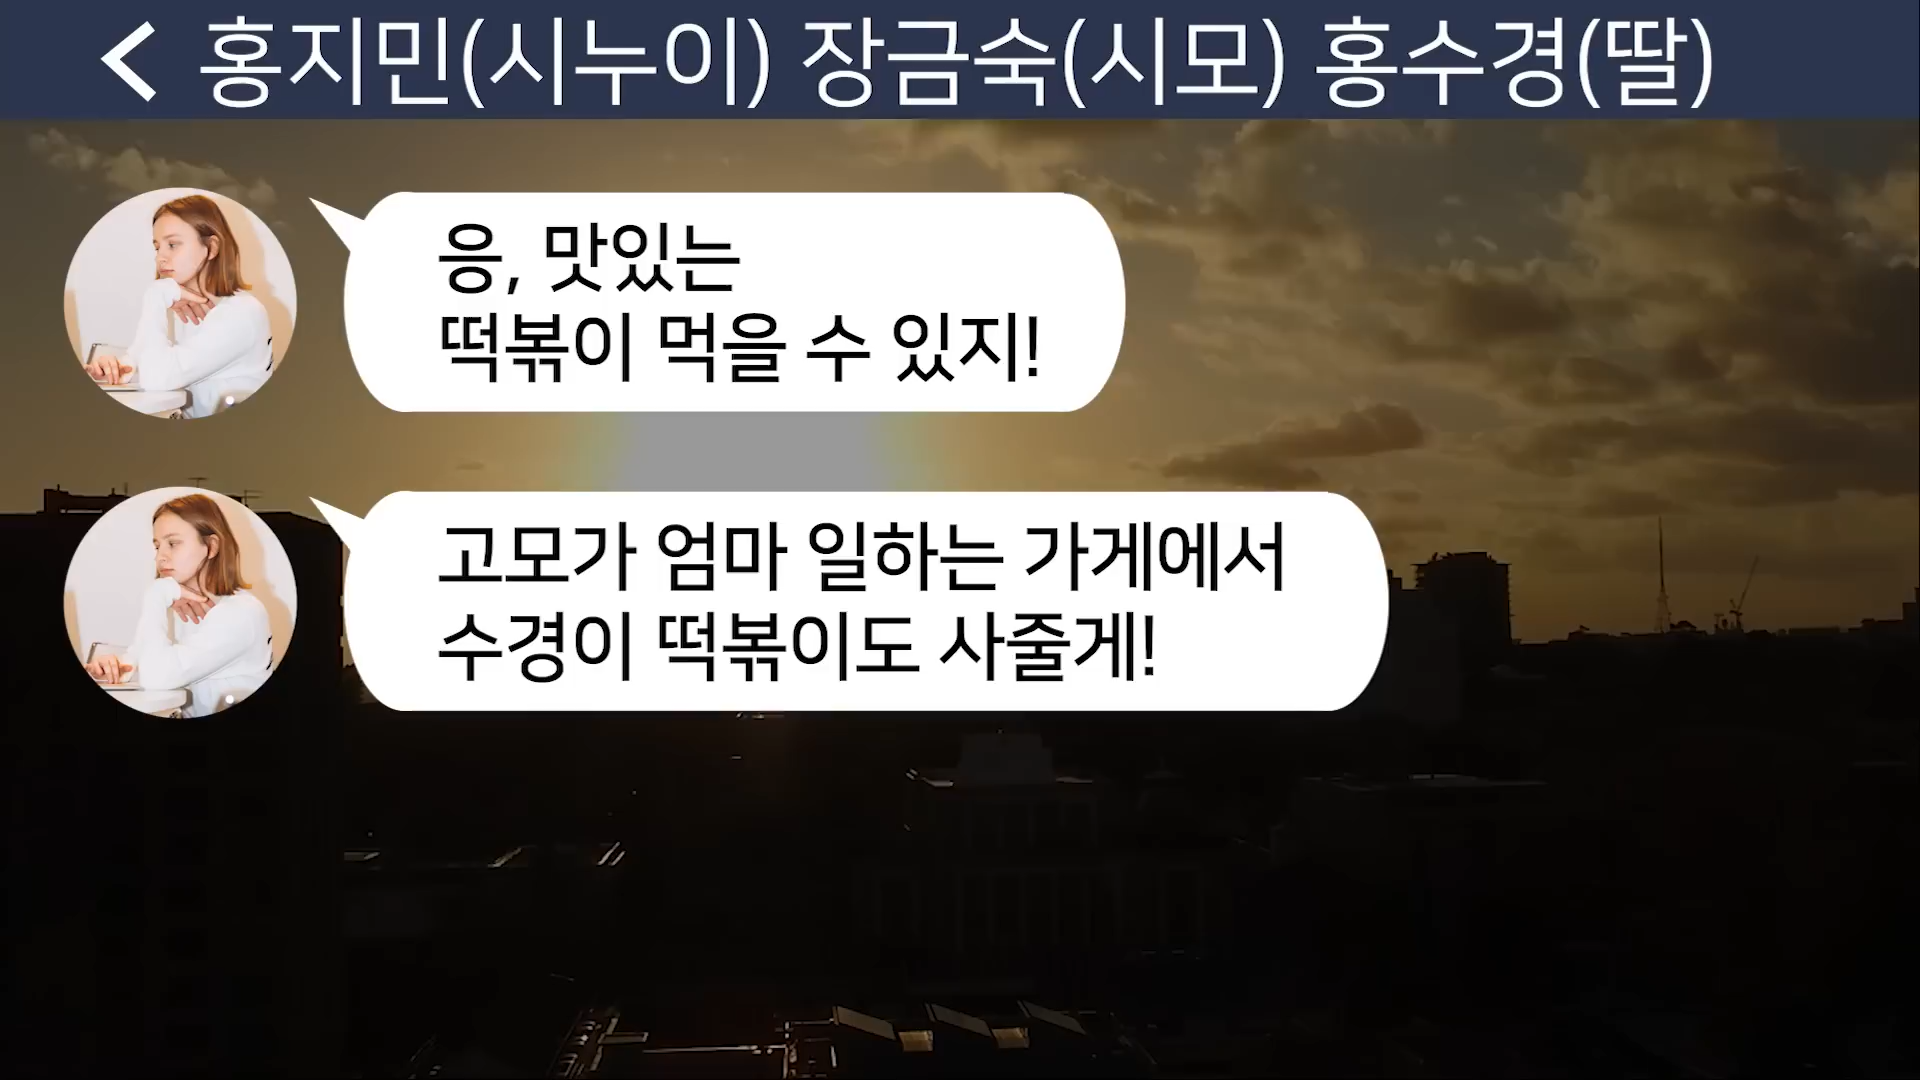 홍지민(시누이) 장금숙(시모) 홍수경(딸)
응, 맛있는
떡볶이 먹을 수 있지!
고모가 엄마 일하는 가게에서
수경이 떡볶이도 사줄게!